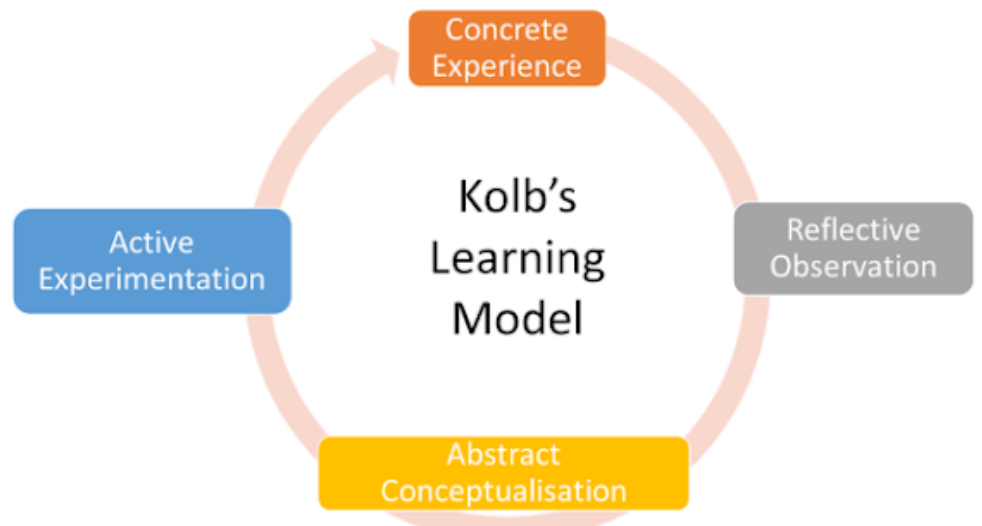 Concrete
Experience
Kolb's
Learning
Model
Reflective
Observation
Active
Experimentation
Abstract
Conceptualisation